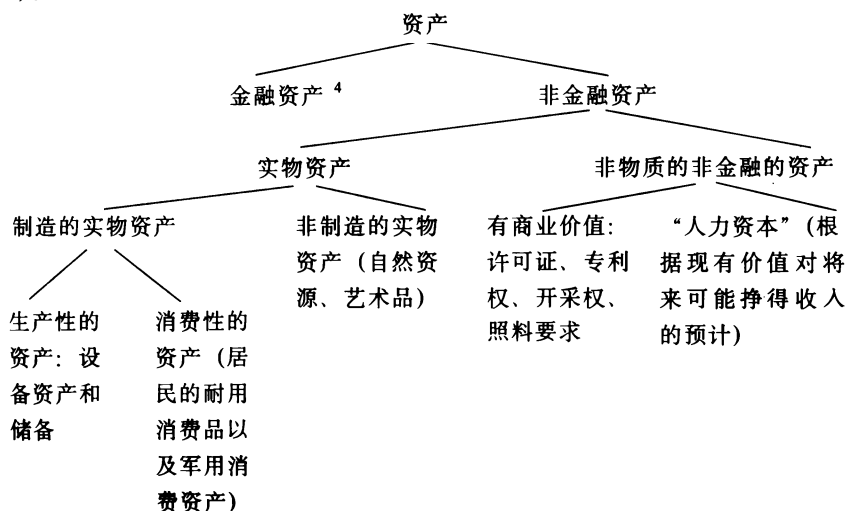 资产
金融资产 4
非金融资产
实物资产
非物质的非金融的资产
制造的实物资产
非制造的实物
资产（自然资
源、艺术品）
有商业价值：
许可证、专利
权、开采权、
照料要求
“人力资本”（根
据现有价值对将
来可能挣得收入
的预计）
生产性的
资产：设
备资产和
储备
消费性的
资产（居
民的耐用
消费品以
及军用消
费资产）